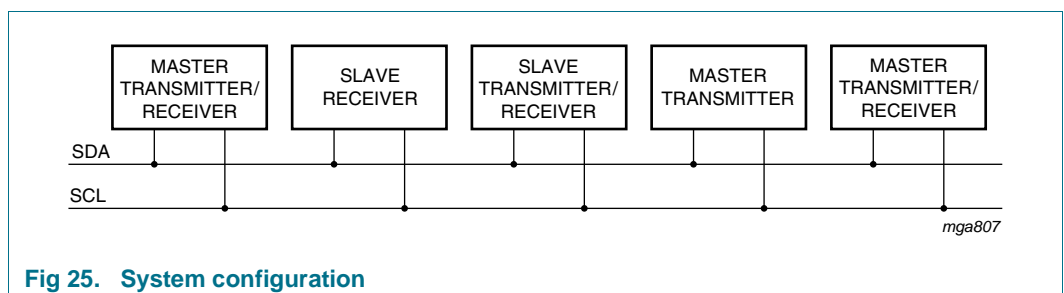 MASTER
TRANSMITTER/
RECEIVER
SLAVE
RECEIVER
SLAVE
TRANSMITTER/
RECEIVER
MASTER
TRANSMITTER
MASTER
TRANSMITTER/
RECEIVER
SDA
SCL
mga807
Fig 25. System configuration